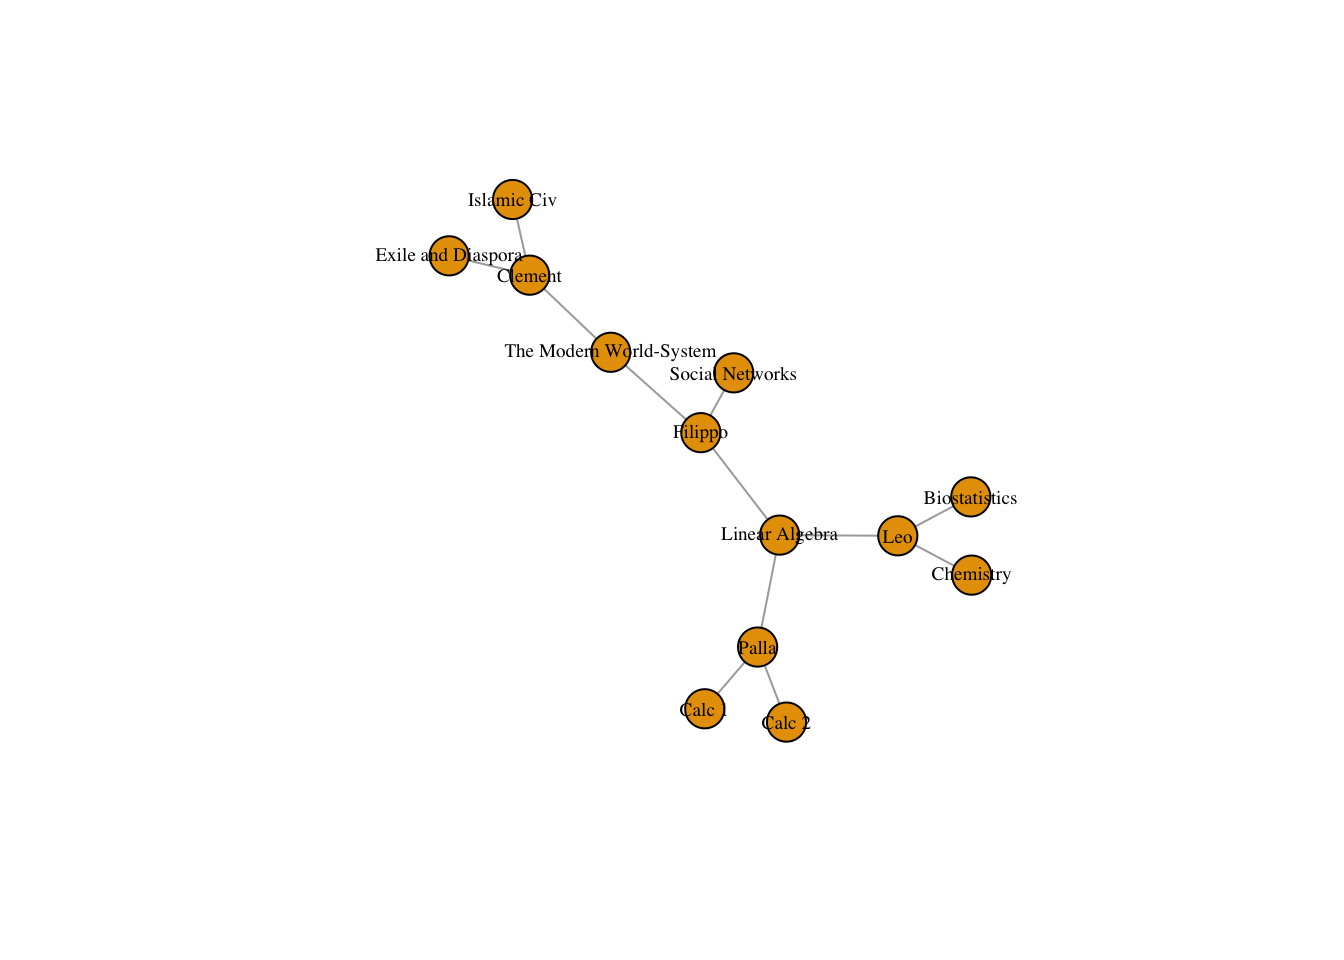 Islamic Civ
Exile and Diaspora
Clement
The Modern World-System
Social Networks
Filippo
Biostatistics
Linear Algebra
Leo
Chemistry
Palla
Calc 1
Calc 2